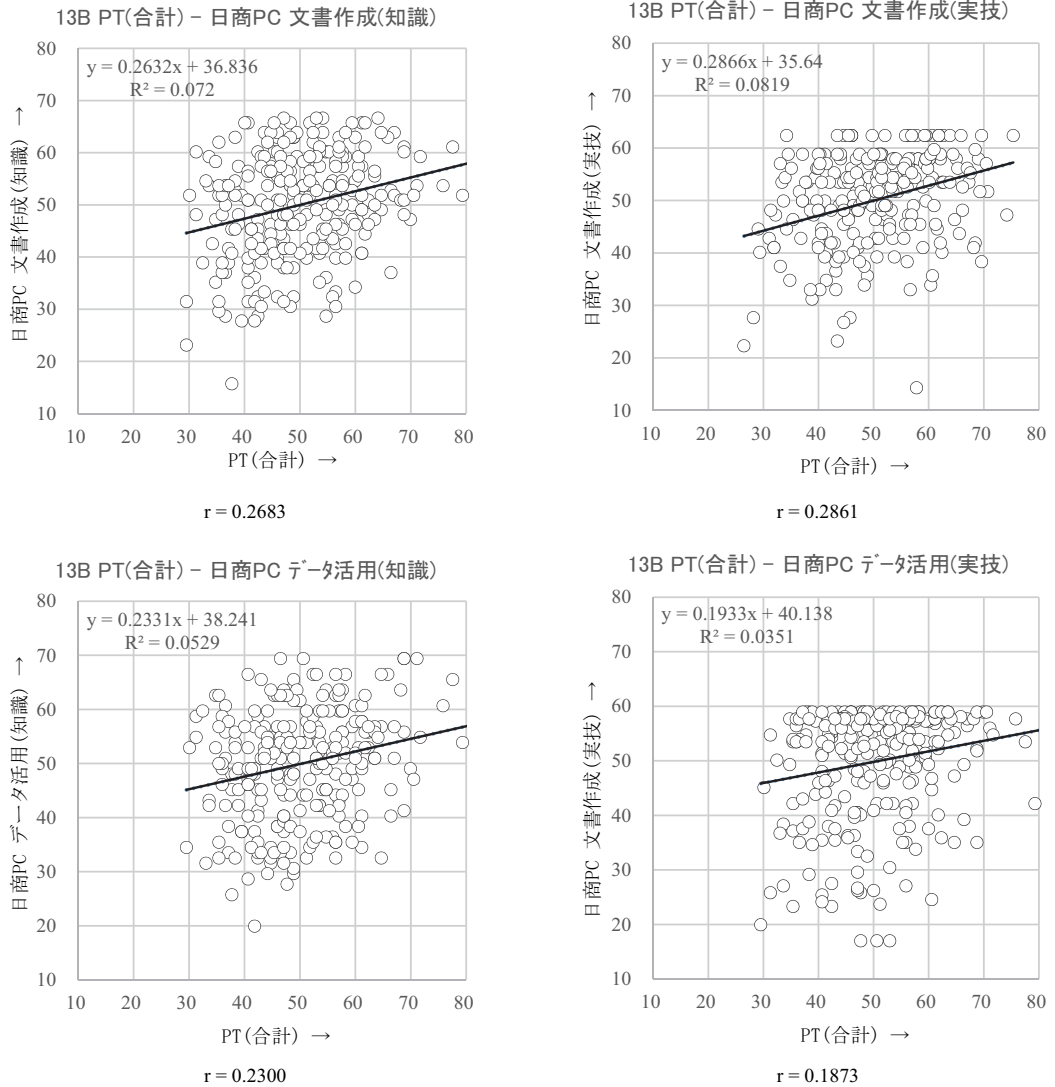 13B PT(合計) – 日商PC 文書作成(知識)
y = 0.2632x + 36.836
R² = 0.072
80
70
60
50
40
30
20
10
日商PC 文書作成(知識) →
10 20 30 40 50 60 70 80
PT(合計) →
r = 0.2683
13B PT(合計) – 日商PC 文書作成(実技)
y = 0.2866x + 35.64
R² = 0.0819
80
70
60
50
40
30
20
10
日商PC 文書作成(実技) →
10 20 30 40 50 60 70 80
PT(合計) →
r = 0.2861
13B PT(合計) – 日商PC データ活用(知識)
y = 0.2331x + 38.241
R² = 0.0529
80
70
60
50
40
30
20
10
日商PC データ活用(知識) →
10 20 30 40 50 60 70 80
PT(合計) →
r = 0.2300
13B PT(合計) – 日商PC データ活用(実技)
y = 0.1933x + 40.138
R² = 0.0351
80
70
60
50
40
30
20
10
日商PC 文書作成(実技) →
10 20 30 40 50 60 70 80
PT(合計) →
r = 0.1873